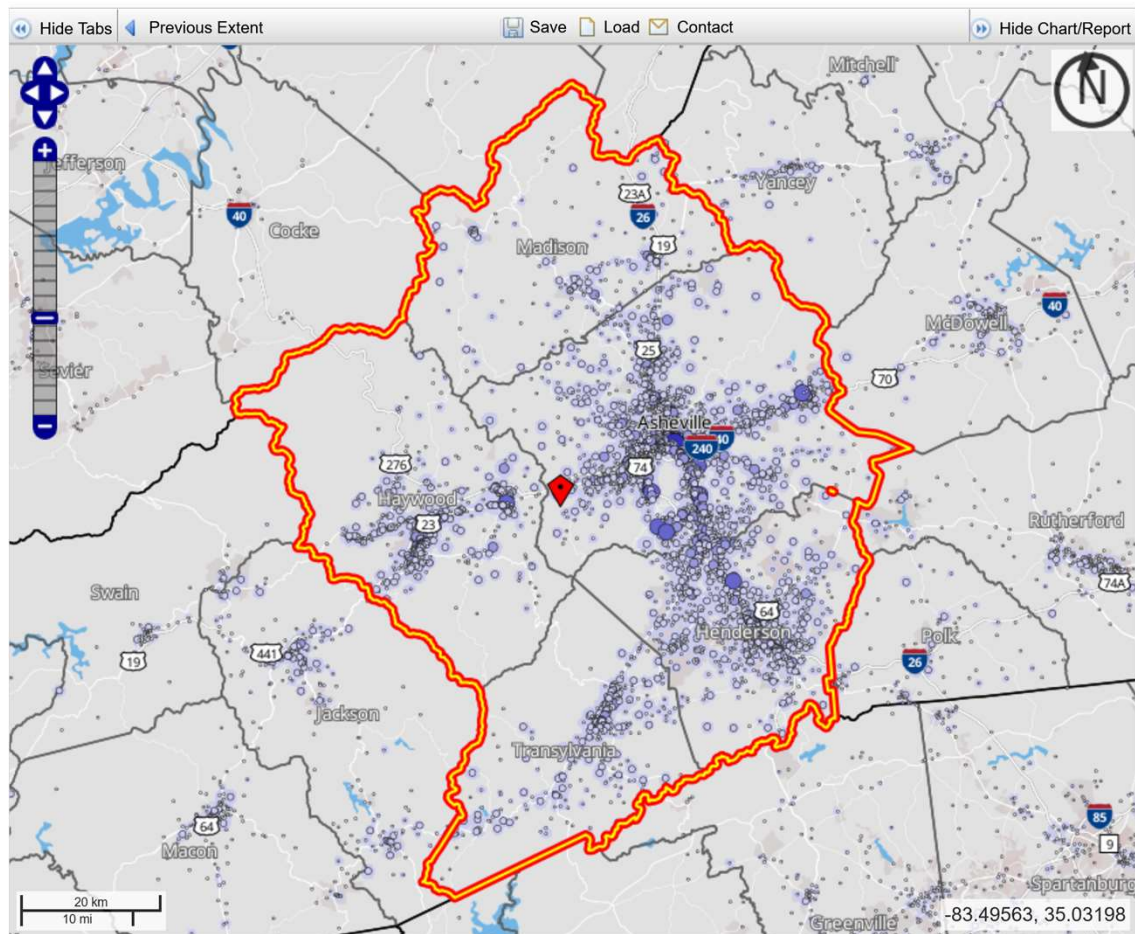 Hide Tabs Previous Extent Save Load Contact Hide Chart/Report
Mitchell
N
Jefferson
Yancey
23A
40
Cocke
26
Madison
19
40
McDowell
25
Sevier
70
Asheville
40
240
276
74
Haywood
23
Rutherford
74A
Swain
64
Henderson
Polk
19
441
26
Jackson
Transylvania
85
64
9
Macon
Spartanburg
20 km
10 mi
-83.49563, 35.03198
Greenville